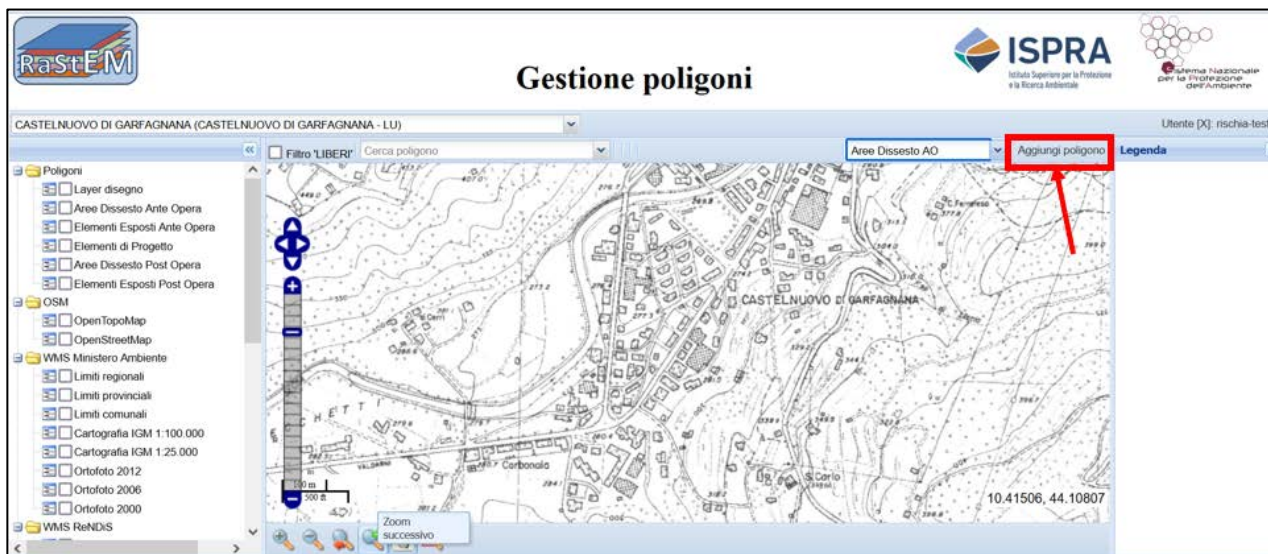 RaStEM
Gestione poligoni
ISPRA
Istituto Superiore per la Protezione
e la Ricerca Ambientale
Sistema Nazionale
per la Protezione
dell'Ambiente
CASTELNUOVO DI GARFAGNANA (CASTELNUOVO DI GARFAGNANA - LU)
Utente [X]: rischia-test
Filtro 'LIBERI'
Cerca poligono
Aree Dissesto AO
Aggiungi poligono
Legenda
Poligoni
Layer disegno
Aree Dissesto Ante Opera
Elementi Esposti Ante Opera
Elementi di Progetto
Aree Dissesto Post Opera
Elementi Esposti Post Opera
OSM
OpenTopoMap
OpenStreetMap
WMS Ministero Ambiente
Limiti regionali
Limiti provinciali
Limiti comunali
Cartografia IGM 1:100.000
Cartografia IGM 1:25.000
Ortofoto 2012
Ortofoto 2006
Ortofoto 2000
WMS ReNDiS
CASTELNUOVO DI GARFAGNANA
Carbonaia
S. Carlo
100 m
500 ft
10.41506, 44.10807
Zoom
successivo